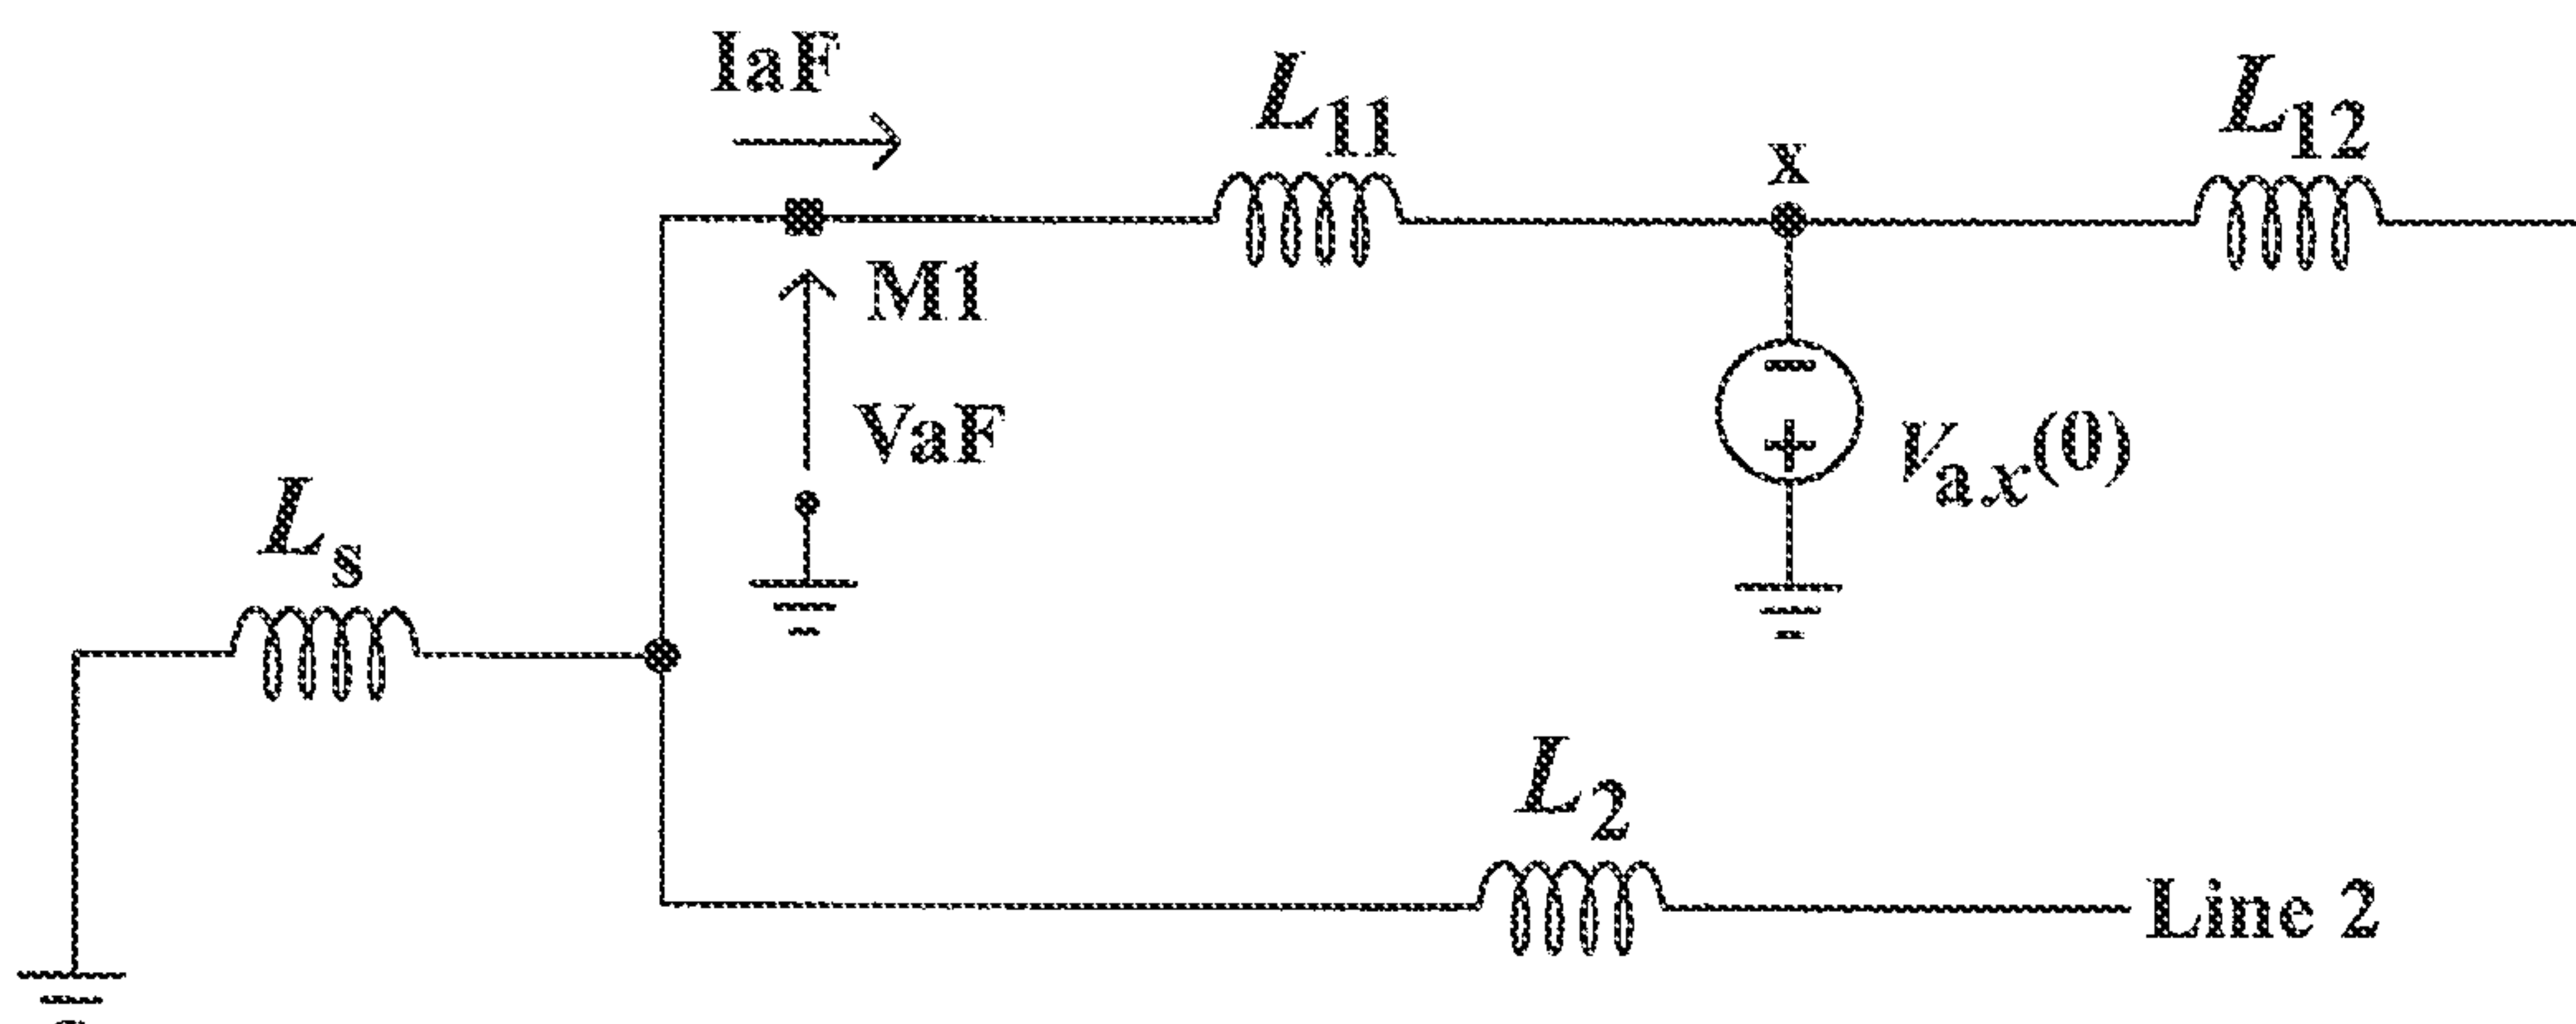 IaF
L11
x
L12
M1
VaF
Vax(0)
Ls
L2
Line 2